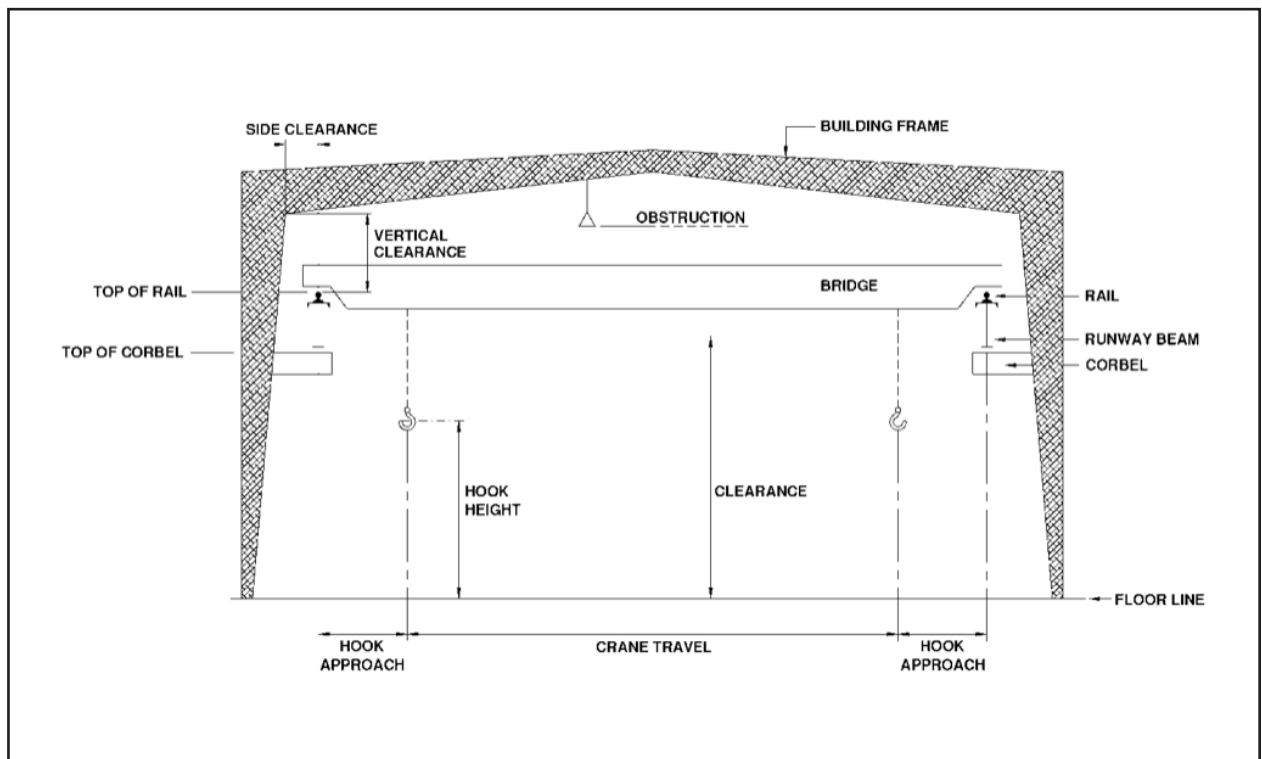 SIDE CLEARANCE
BUILDING FRAME
OBSTRUCTION
VERTICAL
CLEARANCE
BRIDGE
TOP OF RAIL
RAIL
RUNWAY BEAM
TOP OF CORBEL
CORBEL
HOOK
HEIGHT
CLEARANCE
FLOOR LINE
HOOK
APPROACH
CRANE TRAVEL
HOOK
APPROACH